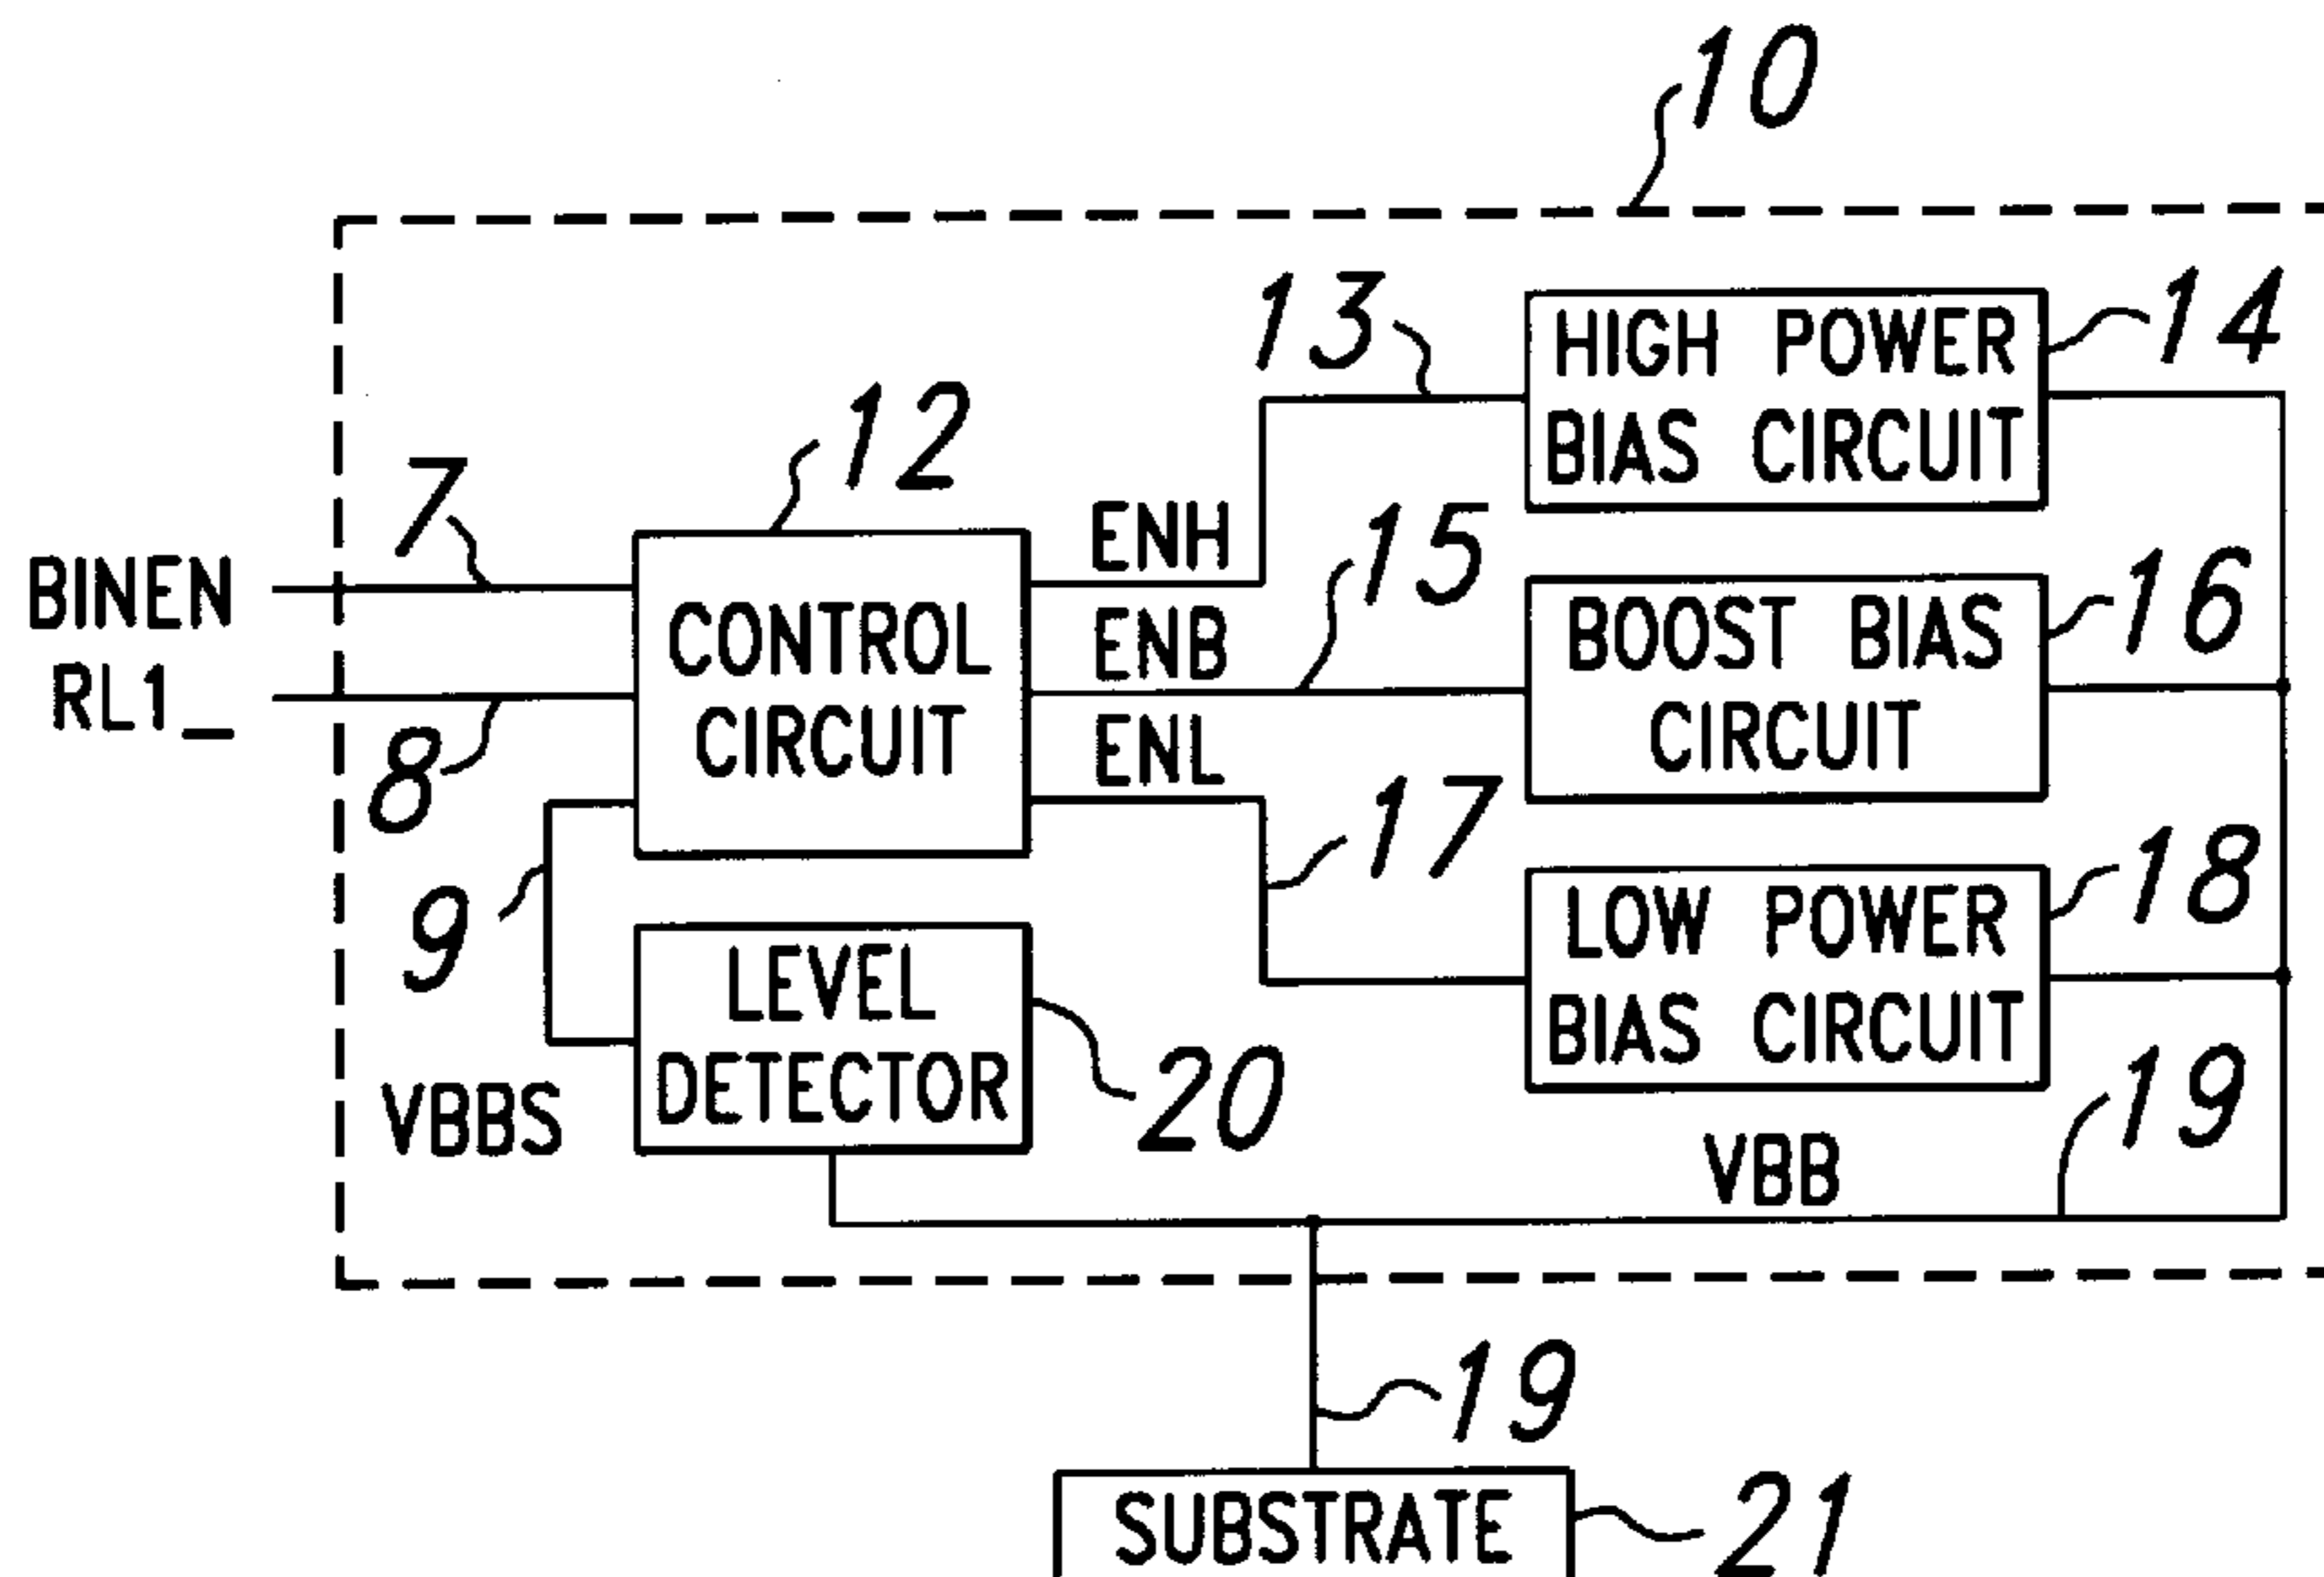 10
13
HIGH POWER
BIAS CIRCUIT
14
12
7
ENH
15
BINEN
CONTROL
CIRCUIT
ENB
BOOST BIAS
CIRCUIT
16
RL1_
8
ENL
17
9
LEVEL
DETECTOR
LOW POWER
BIAS CIRCUIT
18
VBBS
20
VBB
19
19
SUBSTRATE
21